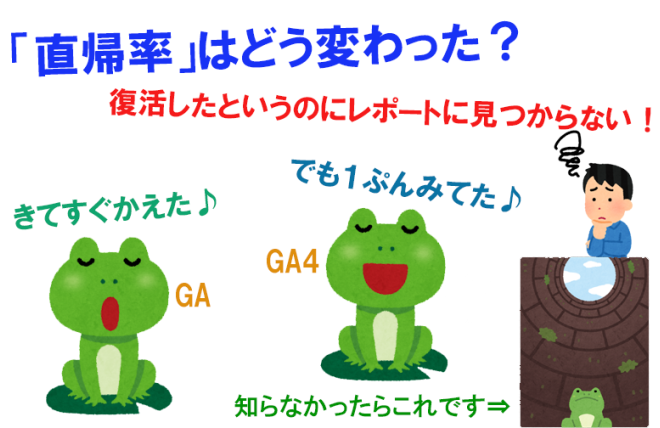 「直帰率」はどう変わった？
復活したというのにレポートに見つからない！
でも１ぷんみてた♪
きてすぐかえた♪
GA4
GA
知らなかったらこれです⇒